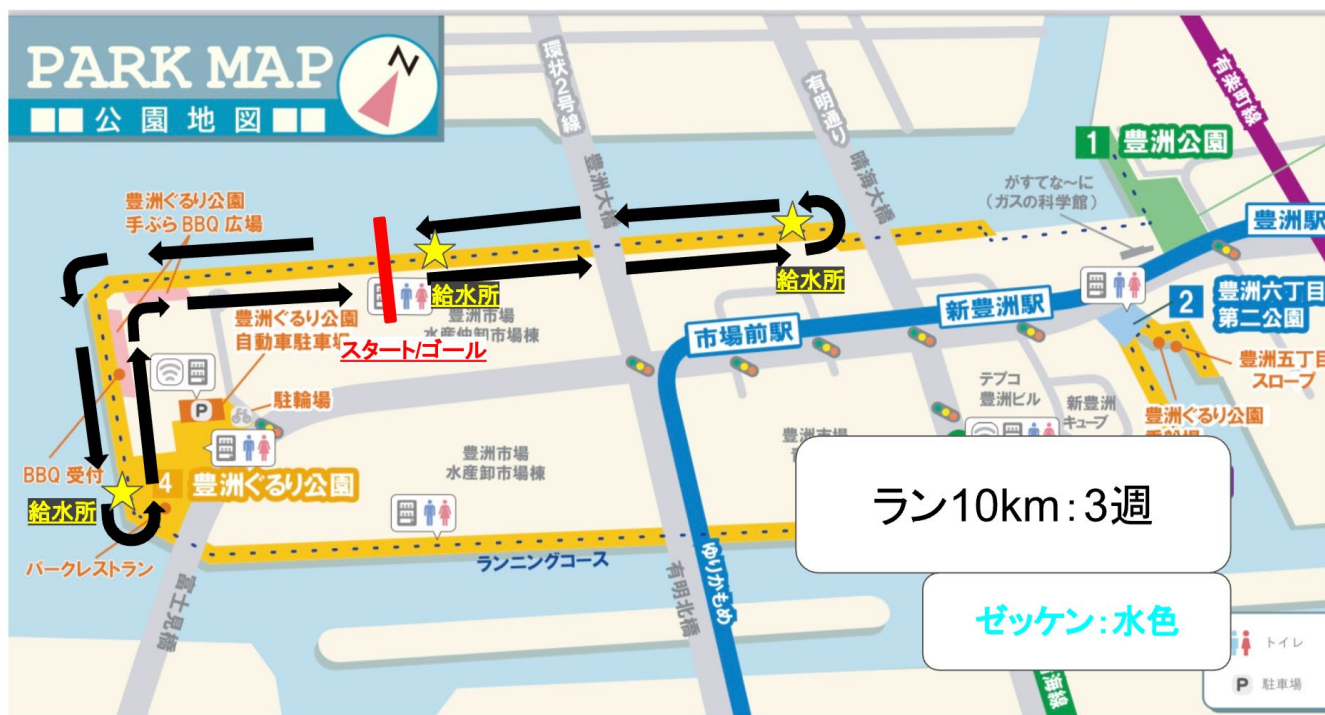 PARK MAP
公園地図
N
環状2号線
有明通り
有楽町線
1 豊洲公園
豊洲大橋
晴海大橋
がすてな〜に
(ガスの科学館)
豊洲ぐるり公園
手ぶらBBQ広場
豊洲駅
給水所
給水所
豊洲市場
水産仲卸市場棟
豊洲ぐるり公園
自動車駐車場
スタート/ゴール
市場前駅
新豊洲駅
2 豊洲六丁目
第二公園
豊洲五丁目
スロープ
P
駐輪場
テプコ
豊洲ビル
新豊洲
キューブ
豊洲ぐるり公園
BBQ 受付
4 豊洲ぐるり公園
豊洲市場
水産卸市場棟
豊洲市場
給水所
パークレストラン
ランニングコース
富士見橋
有明北橋
ゆりかもめ
ラン10km:3週
ゼッケン:水色
海線
トイレ
P 駐車場